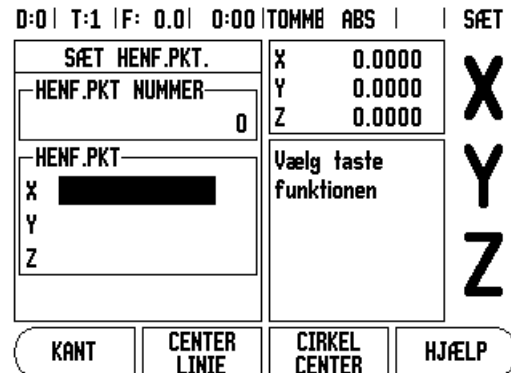 D:0 | T:1 | F: 0.0 | 0:00 | TOMME ABS | | SÆT
SÆT HENF.PKT.
HENF.PKT NUMMER
0
HENF.PKT
X
Y
Z
X 0.0000
Y 0.0000
Z 0.0000
Vælg taste
funktionen
X
Y
Z
KANT
CENTER
LINIE
CIRKEL
CENTER
HJÆLP